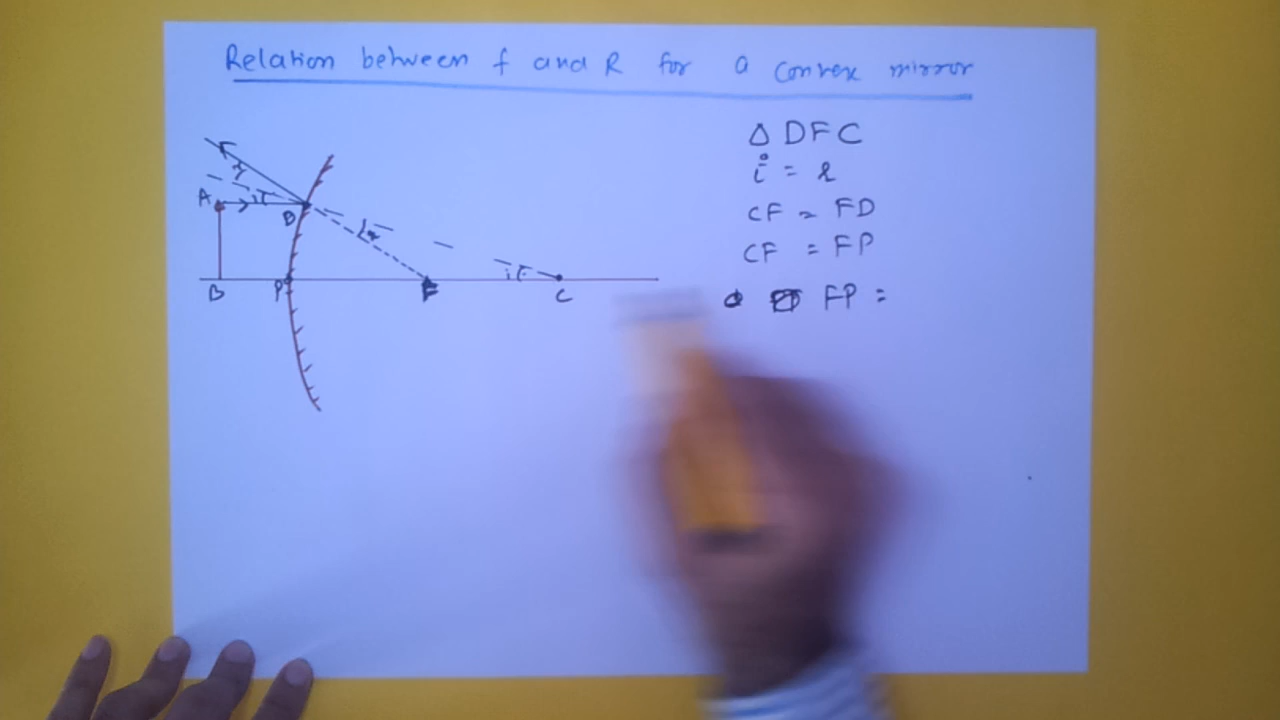 Relation between f and R for a convex mirror
Δ DFC
i = r
CF = FD
CF = FP
FP =
r
A
i
D
r
i
B
P
F
C